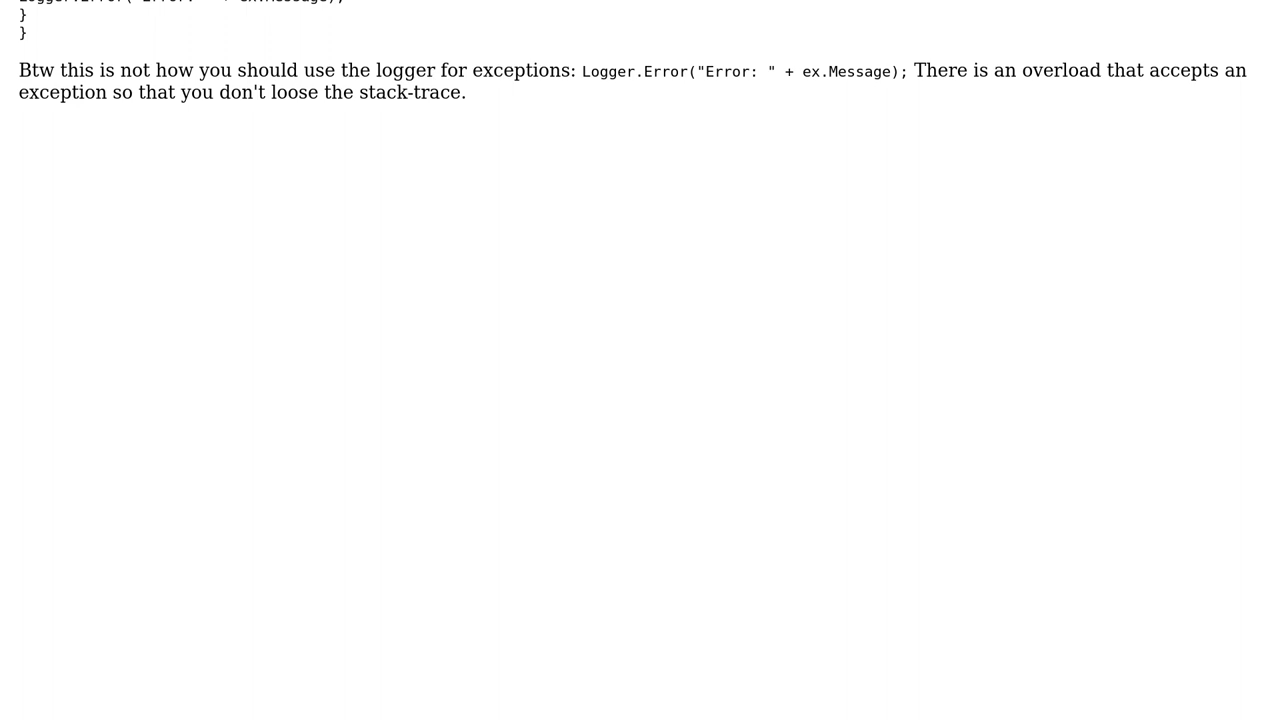 }
}
Btw this is not how you should use the logger for exceptions: Logger.Error("Error: " + ex.Message); There is an overload that accepts an
exception so that you don't loose the stack-trace.